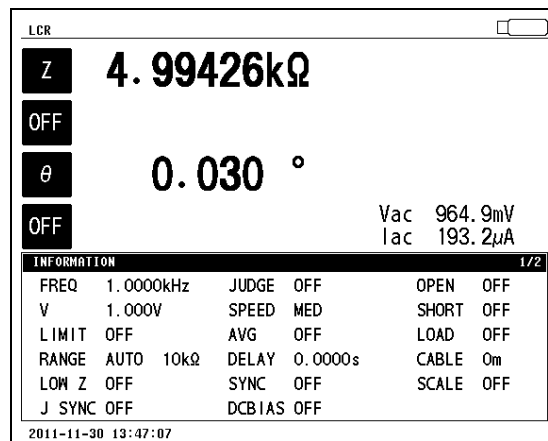 LCR
Z 4.99426kΩ
OFF
θ 0.030 °
OFF
Vac 964.9mV
Iac 193.2μA
INFORMATION 1/2
FREQ 1.0000kHz JUDGE OFF OPEN OFF
V 1.000V SPEED MED SHORT OFF
LIMIT OFF AVG OFF LOAD OFF
RANGE AUTO 10kΩ DELAY 0.0000s CABLE 0m
LOW Z OFF SYNC OFF SCALE OFF
J SYNC OFF DCBIAS OFF
2011-11-30 13:47:07